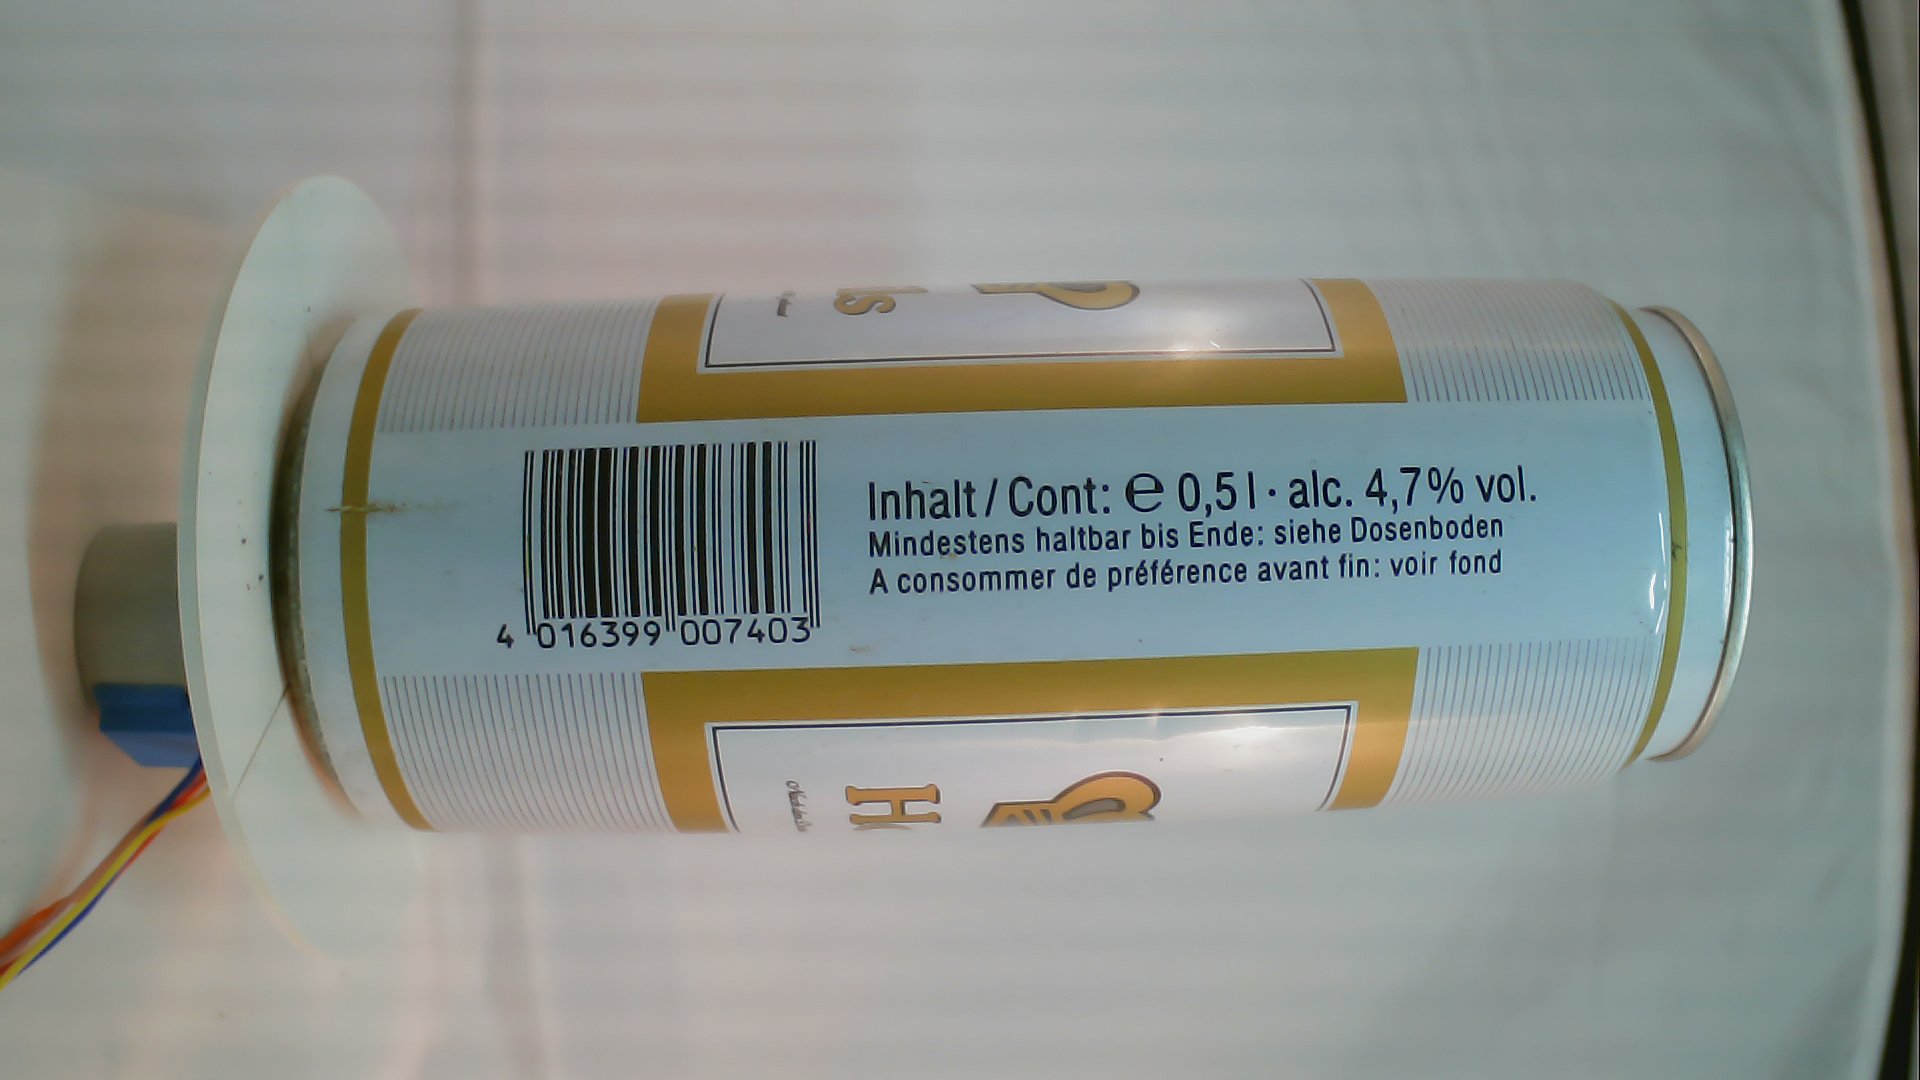 Inhalt / Cont: ℮ 0,5 l · alc. 4,7% vol.
Mindestens haltbar bis Ende: siehe Dosenboden
A consommer de préférence avant fin: voir fond
4 016399 007403
ls
H